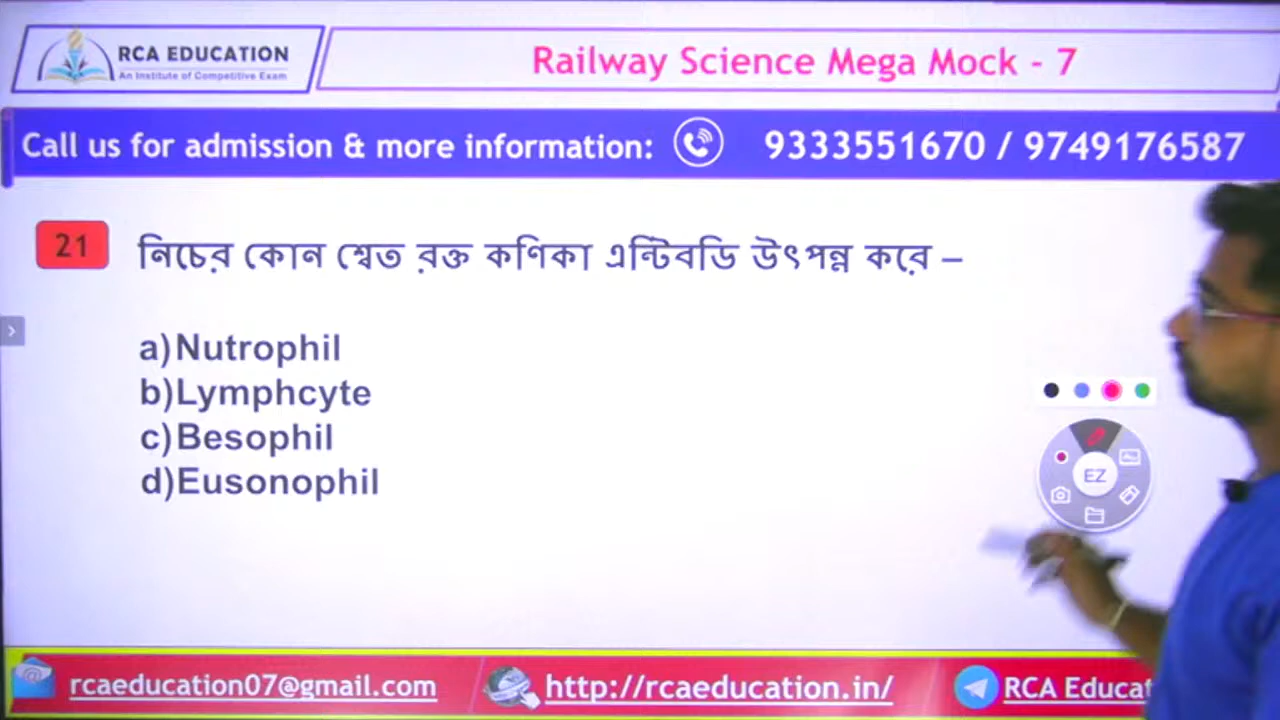 RCA EDUCATION
An Institute of Competitive Exam
Railway Science Mega Mock - 7
Call us for admission & more information: 9333551670 / 9749176587
21 নিচের কোন শ্বেত রক্ত কণিকা এন্টিবডি উৎপন্ন করে –
a)Nutrophil
b)Lymphcyte
c)Besophil
d)Eusonophil
EZ
rcaeducation07@gmail.com http://rcaeducation.in/ RCA Educat